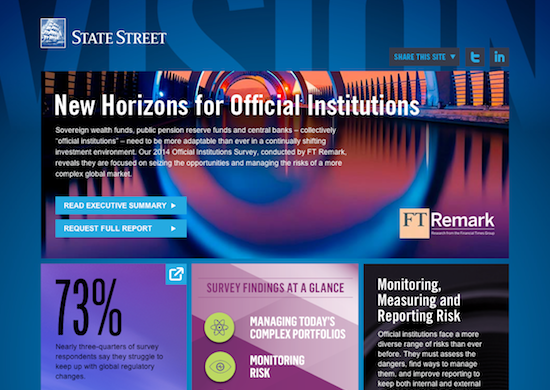 VISION
STATE STREET
SHARE THIS SITE
t
in
New Horizons for Official Institutions
Sovereign wealth funds, public pension reserve funds and central banks – collectively
“official institutions” – need to be more adaptable than ever in a continually shifting
investment environment. Our 2014 Official Institutions Survey, conducted by FT Remark,
reveals they are focused on seizing the opportunities and managing the risks of a more
complex global market.
READ EXECUTIVE SUMMARY
REQUEST FULL REPORT
FT Remark
Research from the Financial Times Group
73%
Nearly three-quarters of survey
respondents say they struggle to
keep up with global regulatory
changes.
SURVEY FINDINGS AT A GLANCE
MANAGING TODAY'S
COMPLEX PORTFOLIOS
MONITORING
RISK
Monitoring,
Measuring and
Reporting Risk
Official institutions face a more
diverse range of risks than ever
before. They must assess the
dangers, find ways to manage
them, and improve reporting to
keep both internal and external